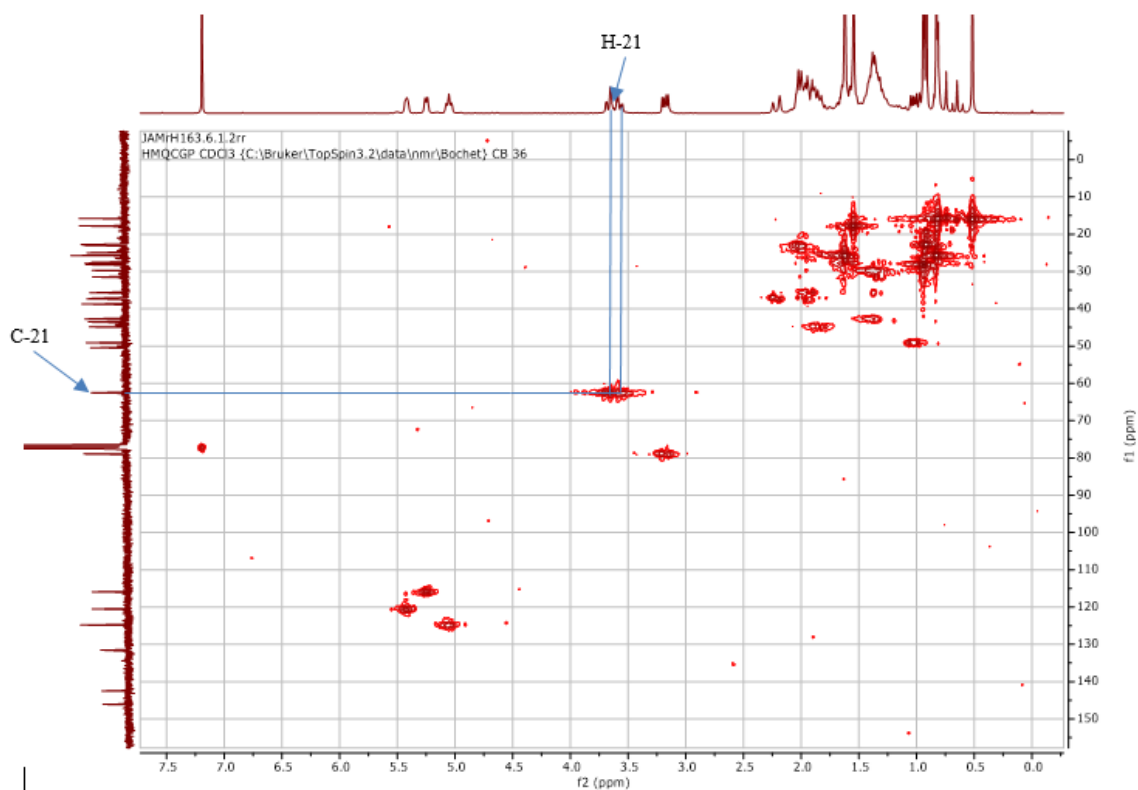 H-21
JAMrH163.6.1.2rr
HMQCGP CDCl3 {C:\Bruker\TopSpin3.2\data\nmr\Bochet} CB 36
C-21
0
10
20
30
40
50
60
70
80
90
100
110
120
130
140
150
f1 (ppm)
7.5 7.0 6.5 6.0 5.5 5.0 4.5 4.0 3.5 3.0 2.5 2.0 1.5 1.0 0.5 0.0
f2 (ppm)